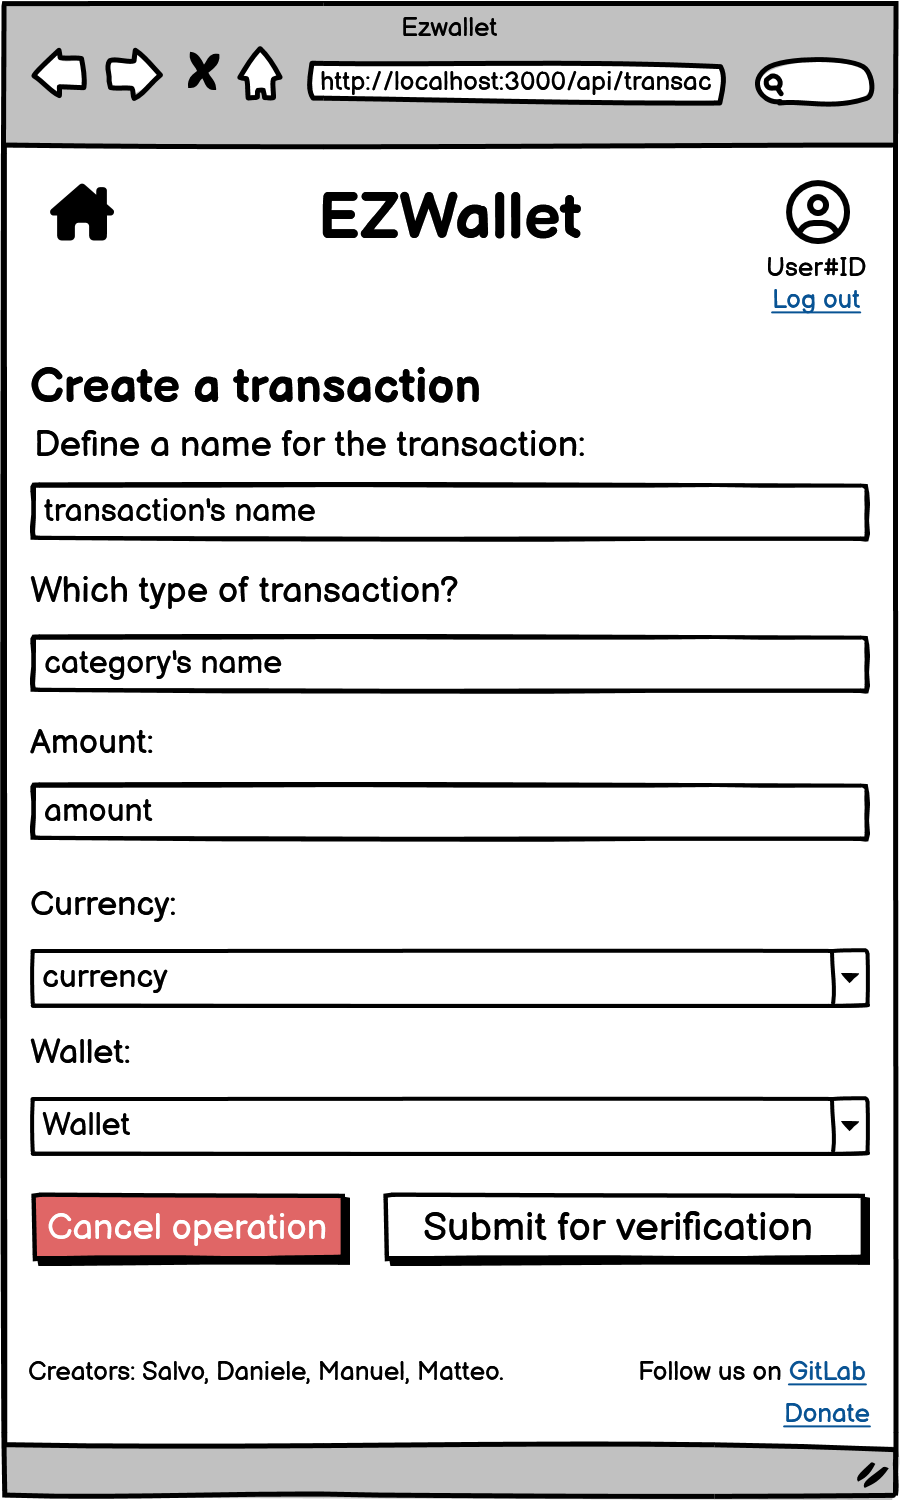 Ezwallet
http://localhost:3000/api/transac
EZWallet
User#ID
Log out
Create a transaction
Define a name for the transaction:
transaction's name
Which type of transaction?
category's name
Amount:
amount
Currency:
currency
Wallet:
Wallet
Cancel operation
Submit for verification
Creators: Salvo, Daniele, Manuel, Matteo.
Follow us on GitLab
Donate